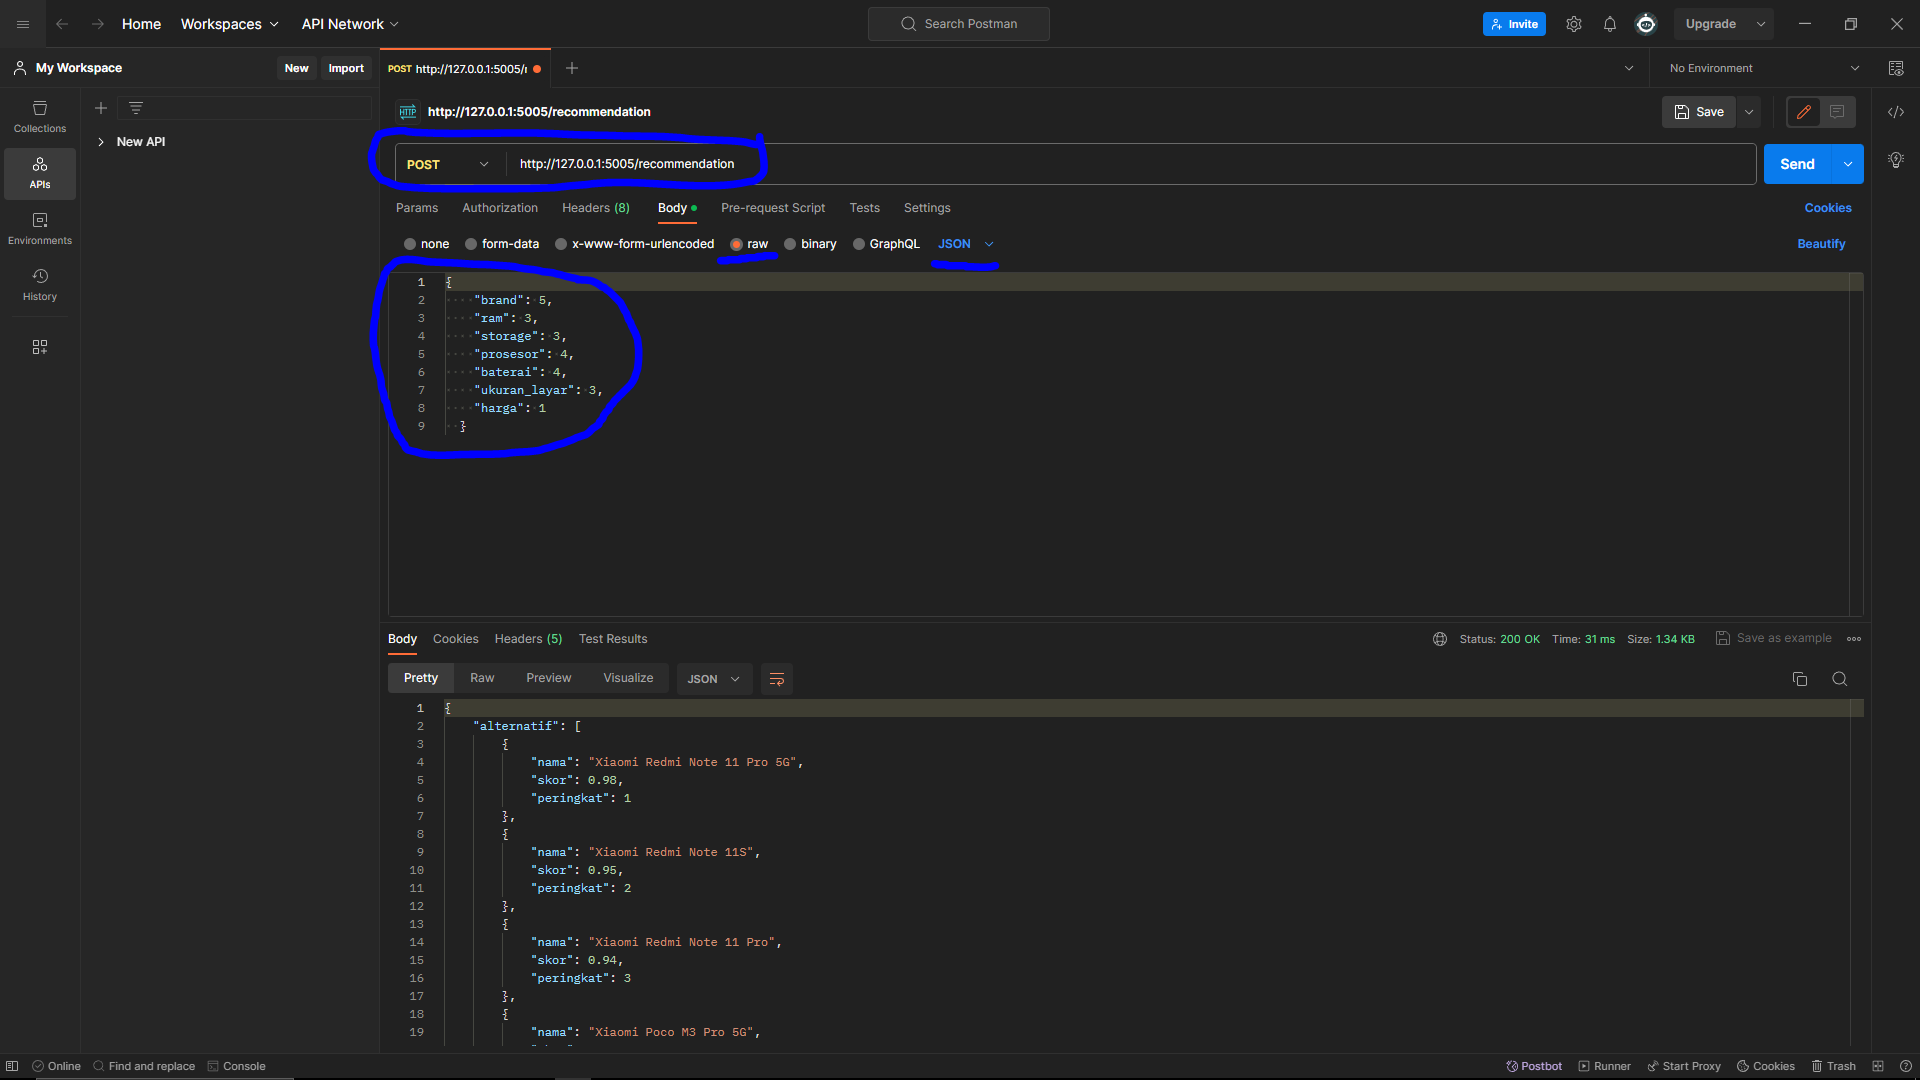 Home Workspaces API Network Search Postman Invite Upgrade
My Workspace New Import POST http://127.0.0.1:5005/r No Environment
HTTP http://127.0.0.1:5005/recommendation Save
Collections
New API
APIs
Environments
History
POST http://127.0.0.1:5005/recommendation Send
Params Authorization Headers (8) Body Pre-request Script Tests Settings Cookies
none form-data x-www-form-urlencoded raw binary GraphQL JSON Beautify
1 {
2 "brand": 5,
3 "ram": 3,
4 "storage": 3,
5 "prosesor": 4,
6 "baterai": 4,
7 "ukuran_layar": 3,
8 "harga": 1
9 }
Body Cookies Headers (5) Test Results Status: 200 OK Time: 31 ms Size: 1.34 KB Save as example
Pretty Raw Preview Visualize JSON
1 {
2 "alternatif": [
3 {
4 "nama": "Xiaomi Redmi Note 11 Pro 5G",
5 "skor": 0.98,
6 "peringkat": 1
7 },
8 {
9 "nama": "Xiaomi Redmi Note 11S",
10 "skor": 0.95,
11 "peringkat": 2
12 },
13 {
14 "nama": "Xiaomi Redmi Note 11 Pro",
15 "skor": 0.94,
16 "peringkat": 3
17 },
18 {
19 "nama": "Xiaomi Poco M3 Pro 5G",
Online Find and replace Console Postbot Runner Start Proxy Cookies Trash